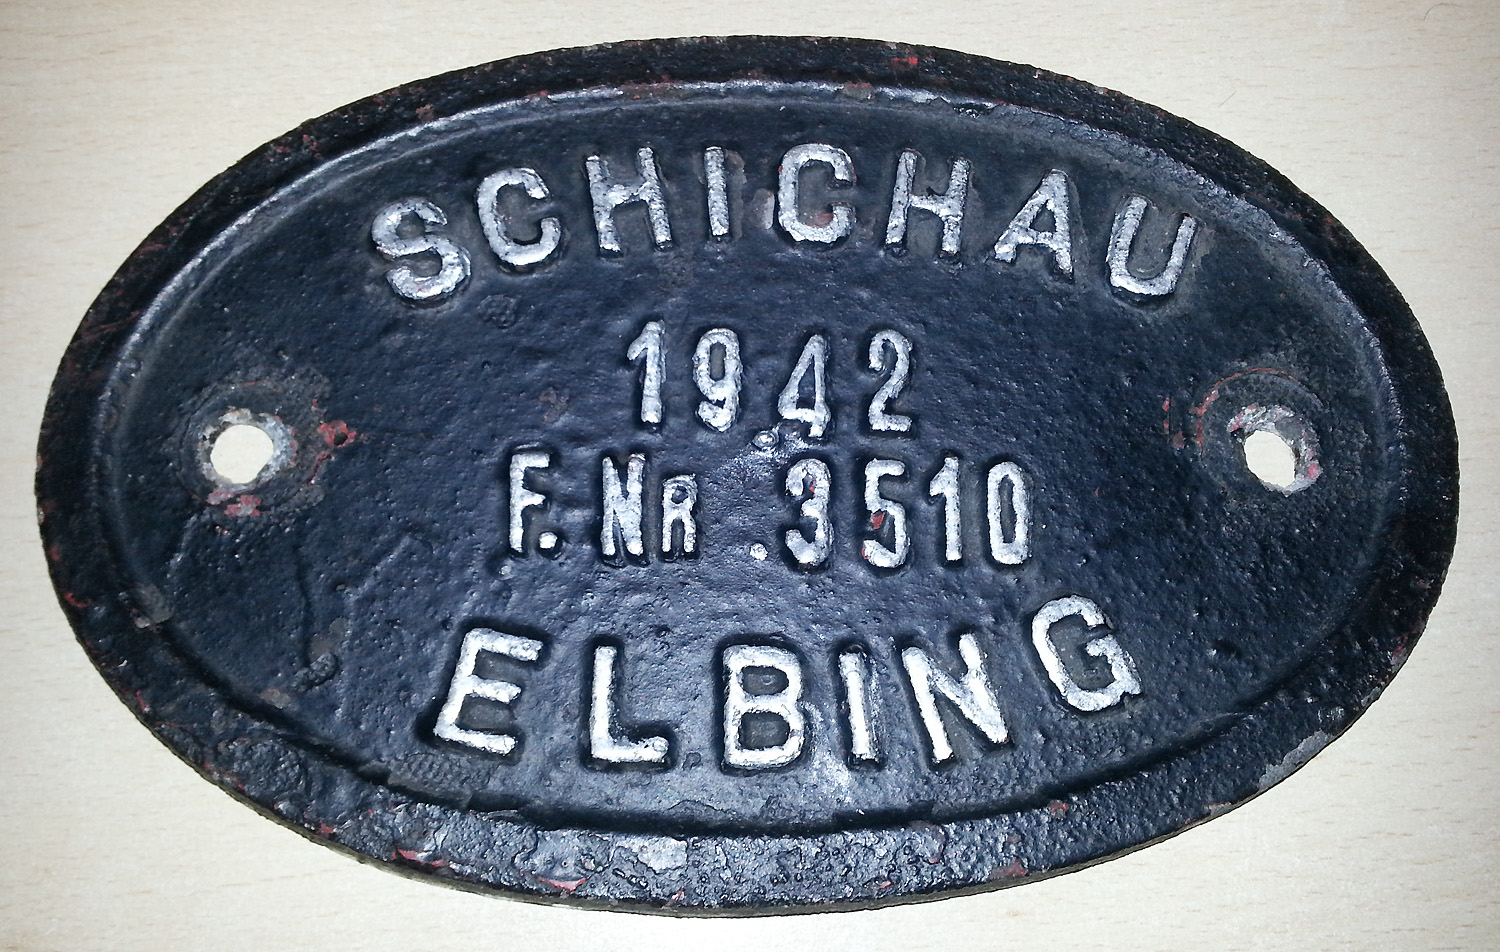 SCHICHAU
1942
F. NR. 3510
ELBING